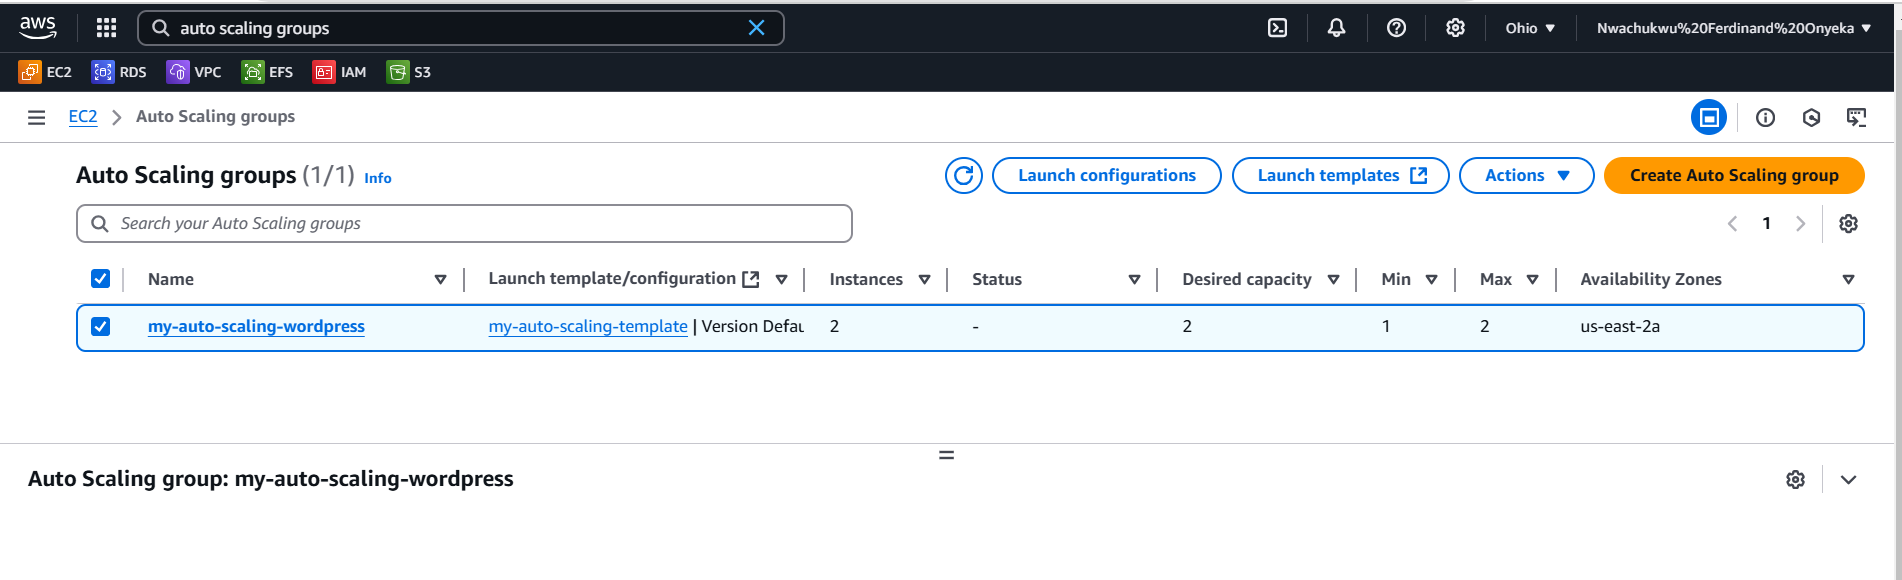 aws auto scaling groups Ohio Nwachukwu%20Ferdinand%20Onyeka
EC2 RDS VPC EFS IAM S3
EC2 Auto Scaling groups
Auto Scaling groups (1/1) Info Launch configurations Launch templates Actions Create Auto Scaling group
Search your Auto Scaling groups 1
Name Launch template/configuration Instances Status Desired capacity Min Max Availability Zones
my-auto-scaling-wordpress my-auto-scaling-template | Version Defau 2 - 2 1 2 us-east-2a
Auto Scaling group: my-auto-scaling-wordpress